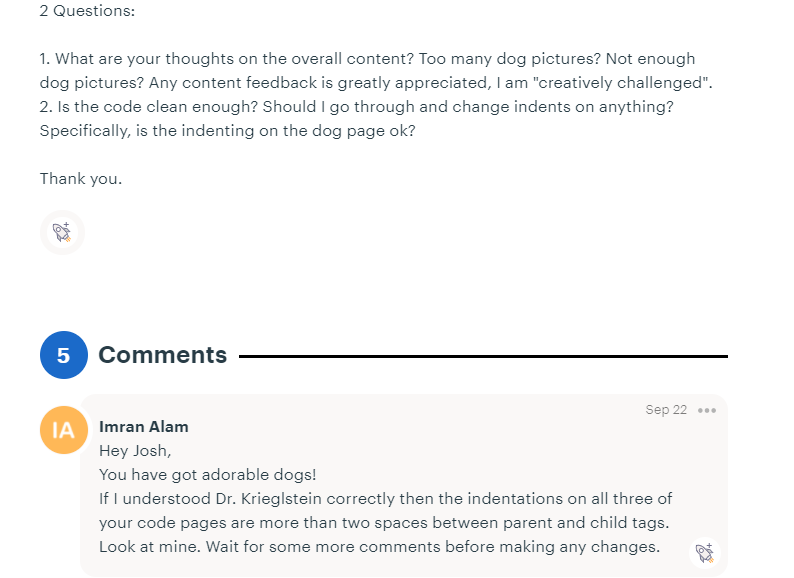 2 Questions:
1. What are your thoughts on the overall content? Too many dog pictures? Not enough
dog pictures? Any content feedback is greatly appreciated, I am "creatively challenged".
2. Is the code clean enough? Should I go through and change indents on anything?
Specifically, is the indenting on the dog page ok?
Thank you.
5 Comments
Sep 22
IA
Imran Alam
Hey Josh,
You have got adorable dogs!
If I understood Dr. Krieglstein correctly then the indentations on all three of
your code pages are more than two spaces between parent and child tags.
Look at mine. Wait for some more comments before making any changes.